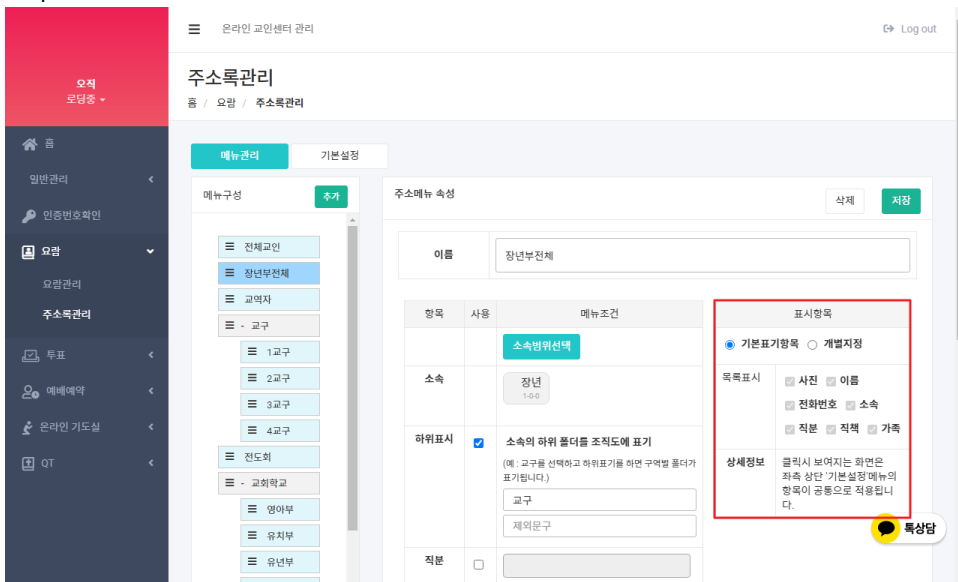 온라인 교인센터 관리
Log out
오직
로딩중
주소록관리
홈 / 요람 / 주소록관리
홈
일반관리
인증번호확인
요람
요람관리
주소록관리
투표
예배예약
온라인 기도실
QT
메뉴관리
기본설정
메뉴구성
추가
전체교인
장년부전체
교역자
- 교구
1교구
2교구
3교구
4교구
전도회
- 교회학교
영아부
유치부
유년부
주소메뉴 속성
삭제
저장
이름
장년부전체
항목 사용 메뉴조건
소속범위선택
소속
장년
1-0-0
하위표시
소속의 하위 폴더를 조직도에 표기
(예 : 교구를 선택하고 하위표기를 하면 구역별 폴더가
표기됩니다.)
교구
제외문구
직분
표시항목
기본표기항목 개별지정
목록표시
사진 이름
전화번호 소속
직분 직책 가족
상세정보
클릭시 보여지는 화면은
좌측 상단 '기본설정'메뉴의
항목이 공통으로 적용됩니
다.
톡상담